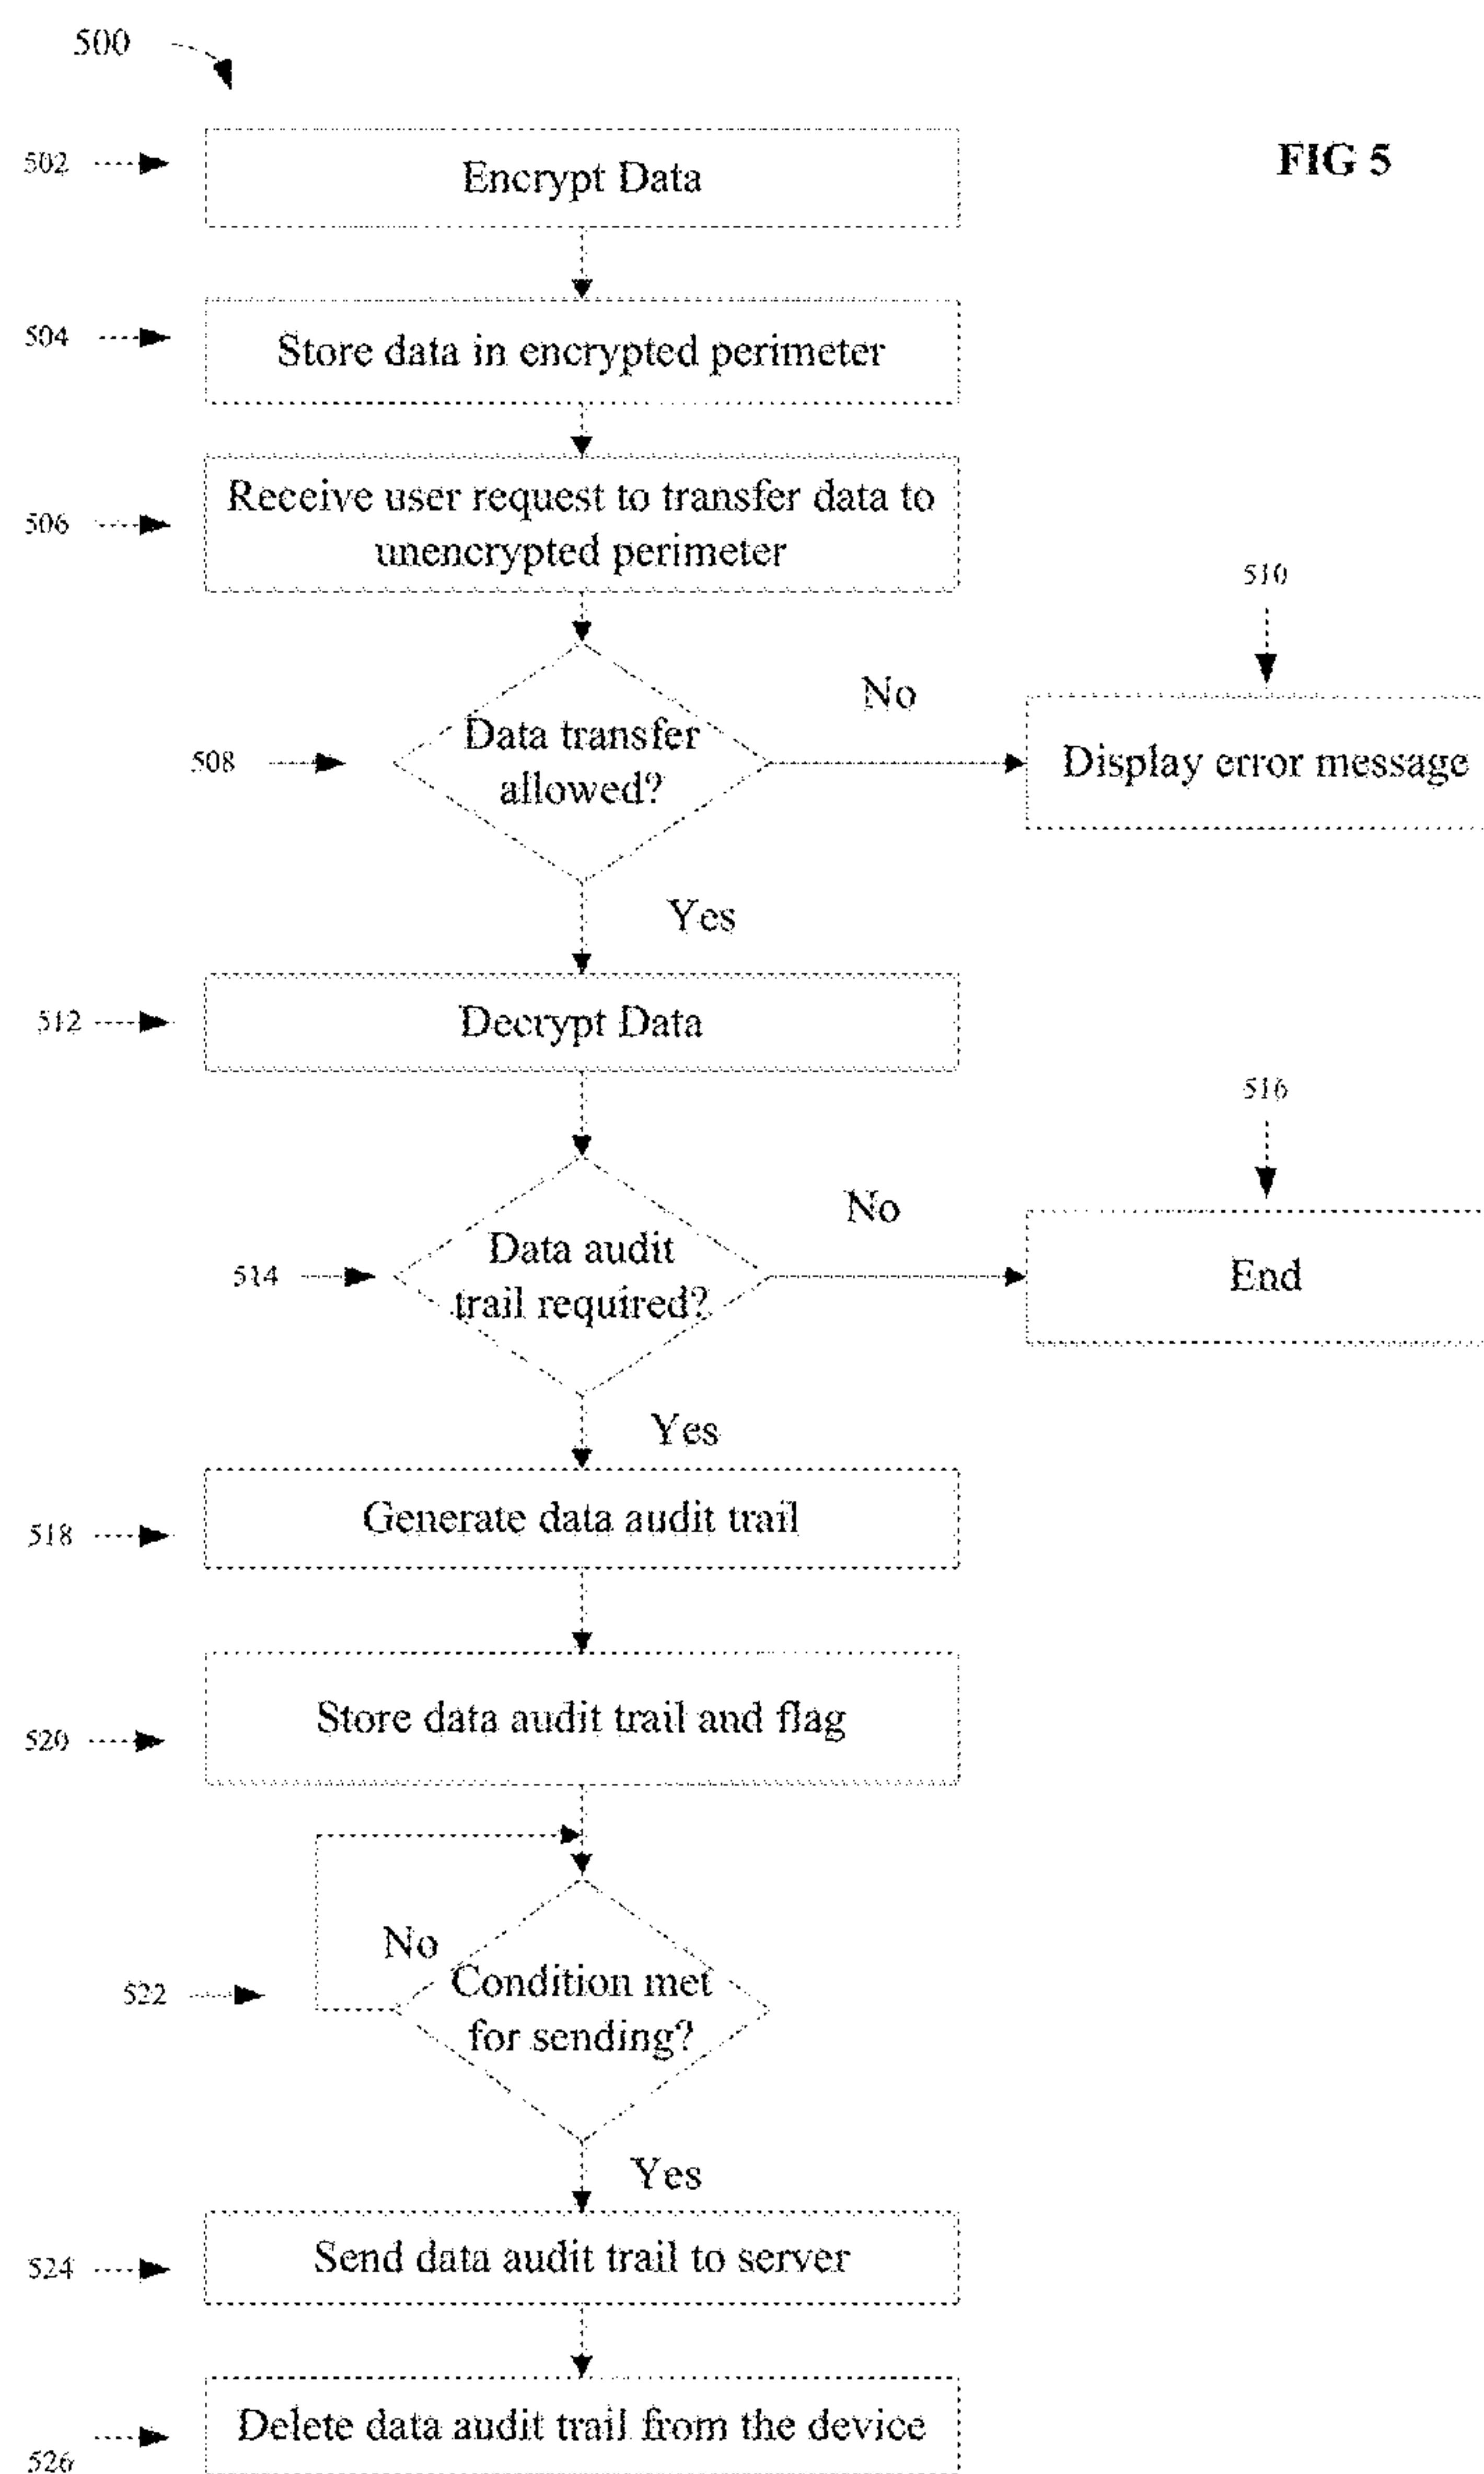 500
FIG 5
502
Encrypt Data
504
Store data in encrypted perimeter
506
Receive user request to transfer data to
unencrypted perimeter
510
508
Data transfer
allowed?
No
Display error message
Yes
512
Decrypt Data
516
514
Data audit
trail required?
No
End
Yes
518
Generate data audit trail
520
Store data audit trail and flag
No
522
Condition met
for sending?
Yes
524
Send data audit trail to server
526
Delete data audit trail from the device